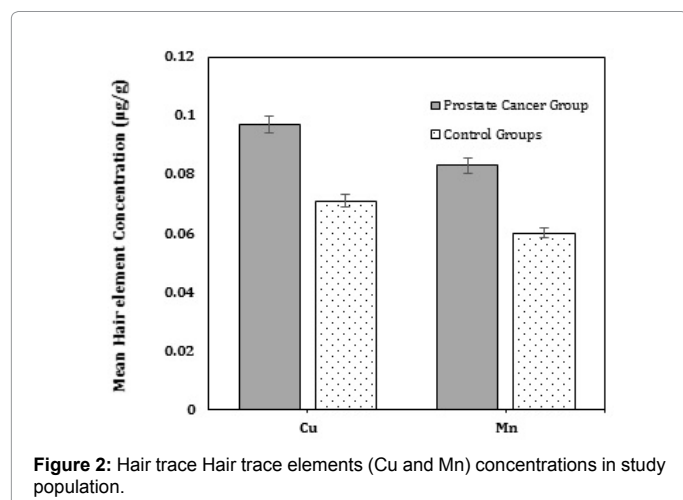 0.12
0.1
0.08
0.06
0.04
0.02
0
Mean Hair element Concentration (µg/g)
Prostate Cancer Group
Control Groups
Cu
Mn
Figure 2: Hair trace Hair trace elements (Cu and Mn) concentrations in study
population.